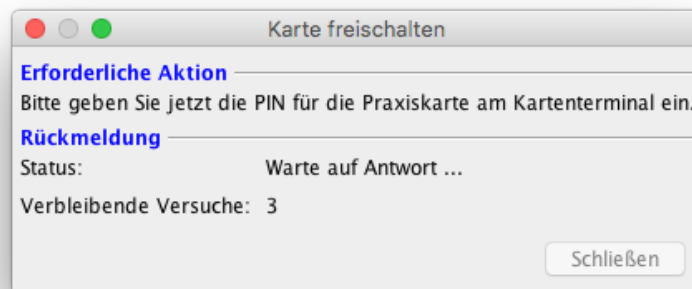 Karte freischalten
Erforderliche Aktion
Bitte geben Sie jetzt die PIN für die Praxiskarte am Kartenterminal ein.
Rückmeldung
Status: Warte auf Antwort ...
Verbleibende Versuche: 3
Schließen